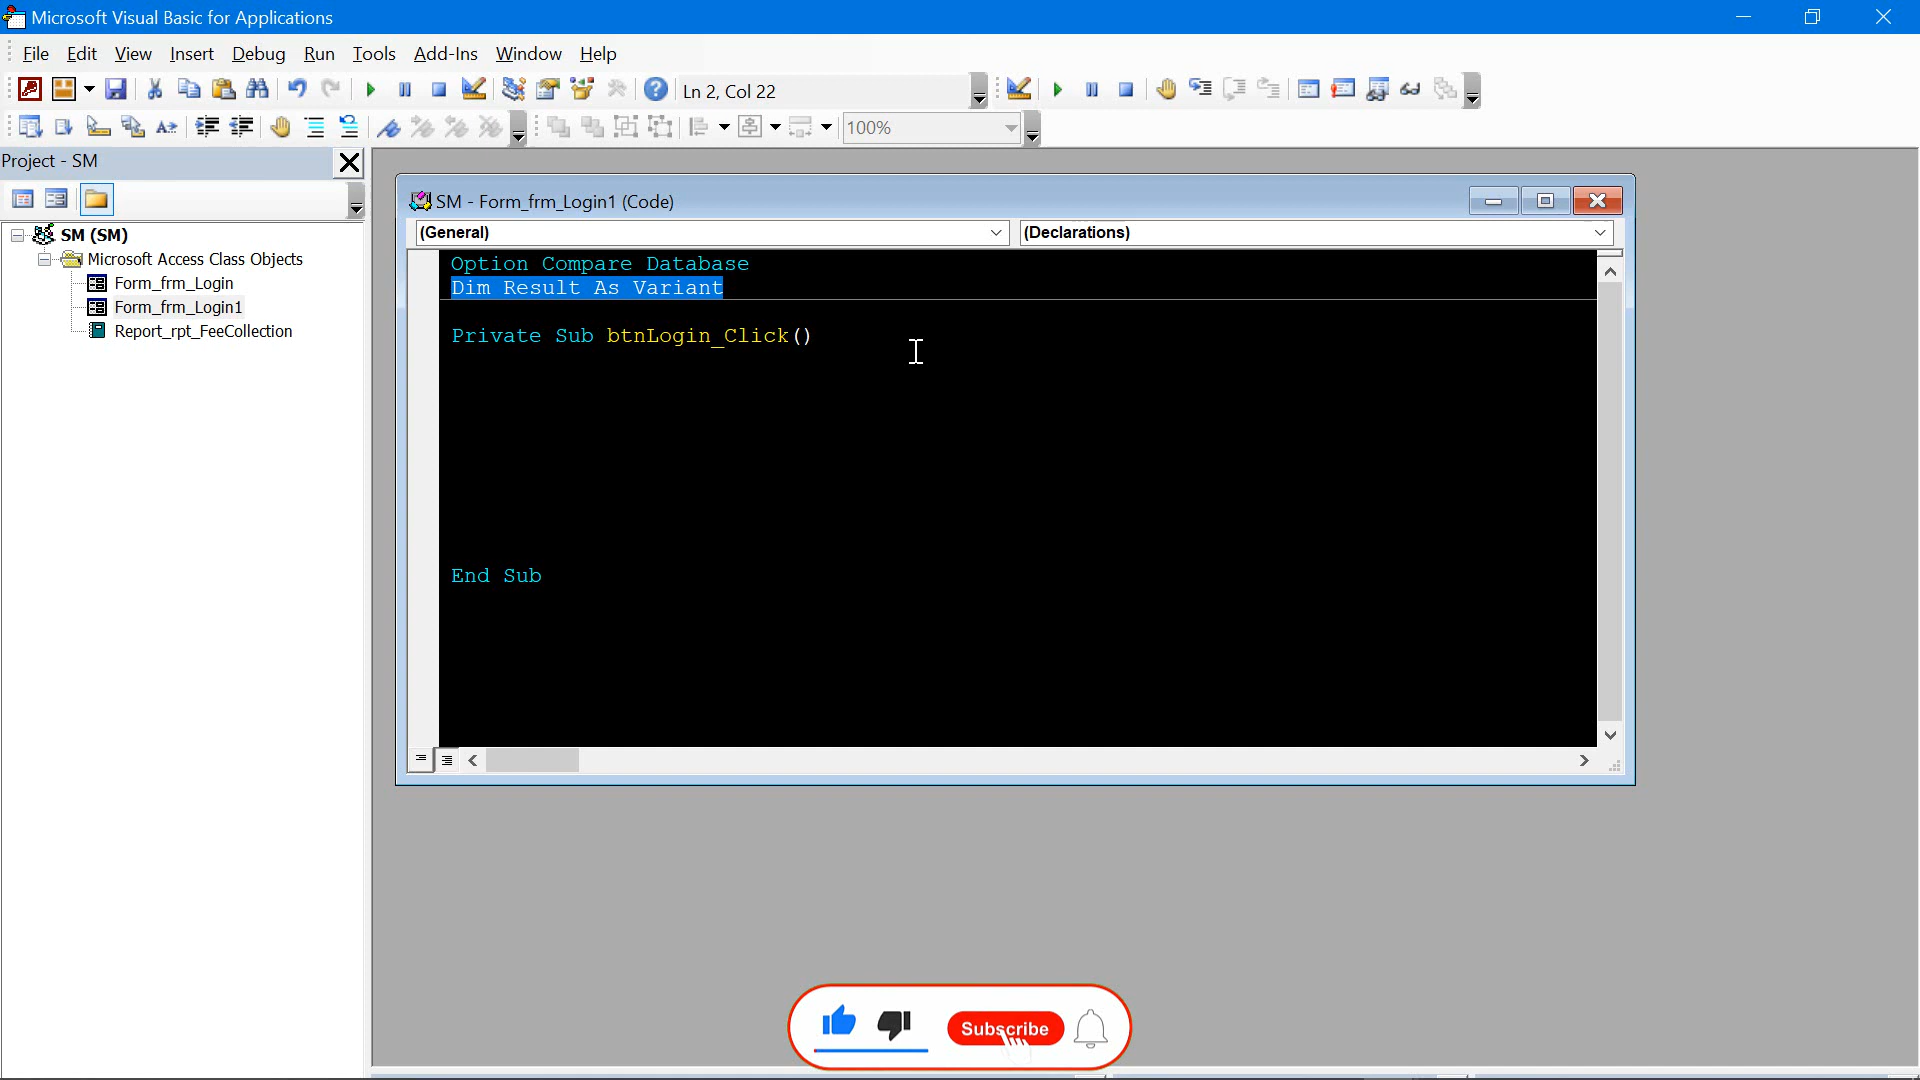 Microsoft Visual Basic for Applications
File Edit View Insert Debug Run Tools Add-Ins Window Help
Ln 2, Col 22
100%
Project - SM
SM (SM)
Microsoft Access Class Objects
Form_frm_Login
Form_frm_Login1
Report_rpt_FeeCollection
SM - Form_frm_Login1 (Code)
(General) (Declarations)
Option Compare Database
Dim Result As Variant
Private Sub btnLogin_Click()
End Sub
Subscribe